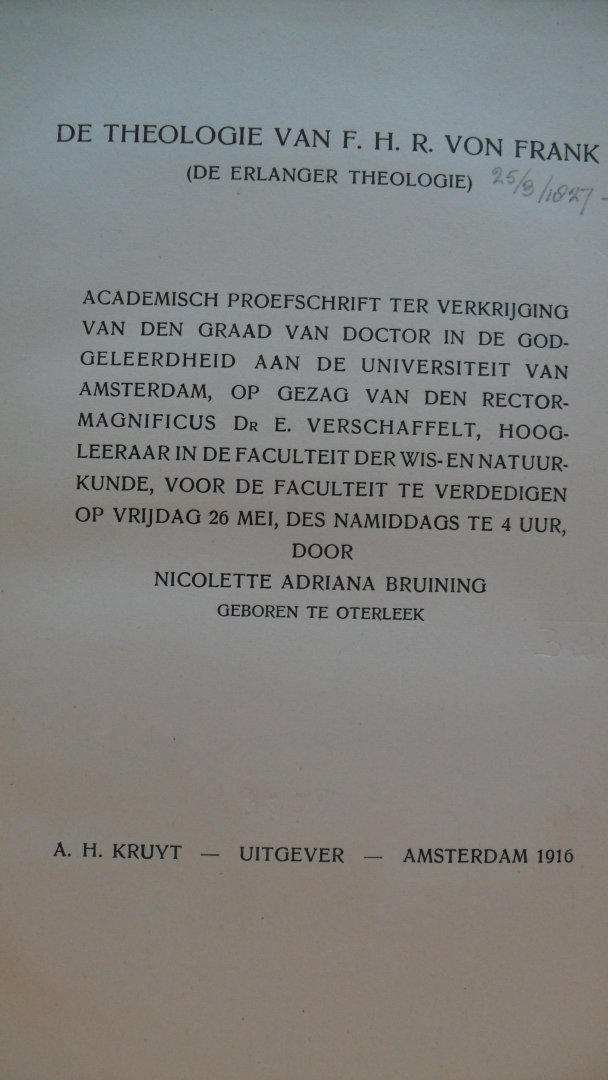 DE THEOLOGIE VAN F. H. R. VON FRANK
(DE ERLANGER THEOLOGIE) 25/3/1827-
ACADEMISCH PROEFSCHRIFT TER VERKRIJGING
VAN DEN GRAAD VAN DOCTOR IN DE GOD-
GELEERDHEID AAN DE UNIVERSITEIT VAN
AMSTERDAM, OP GEZAG VAN DEN RECTOR-
MAGNIFICUS DR E. VERSCHAFFELT, HOOG-
LEERAAR IN DE FACULTEIT DER WIS- EN NATUUR-
KUNDE, VOOR DE FACULTEIT TE VERDEDIGEN
OP VRIJDAG 26 MEI, DES NAMIDDAGS TE 4 UUR,
DOOR
NICOLETTE ADRIANA BRUINING
GEBOREN TE OTERLEEK
A. H. KRUYT — UITGEVER — AMSTERDAM 1916